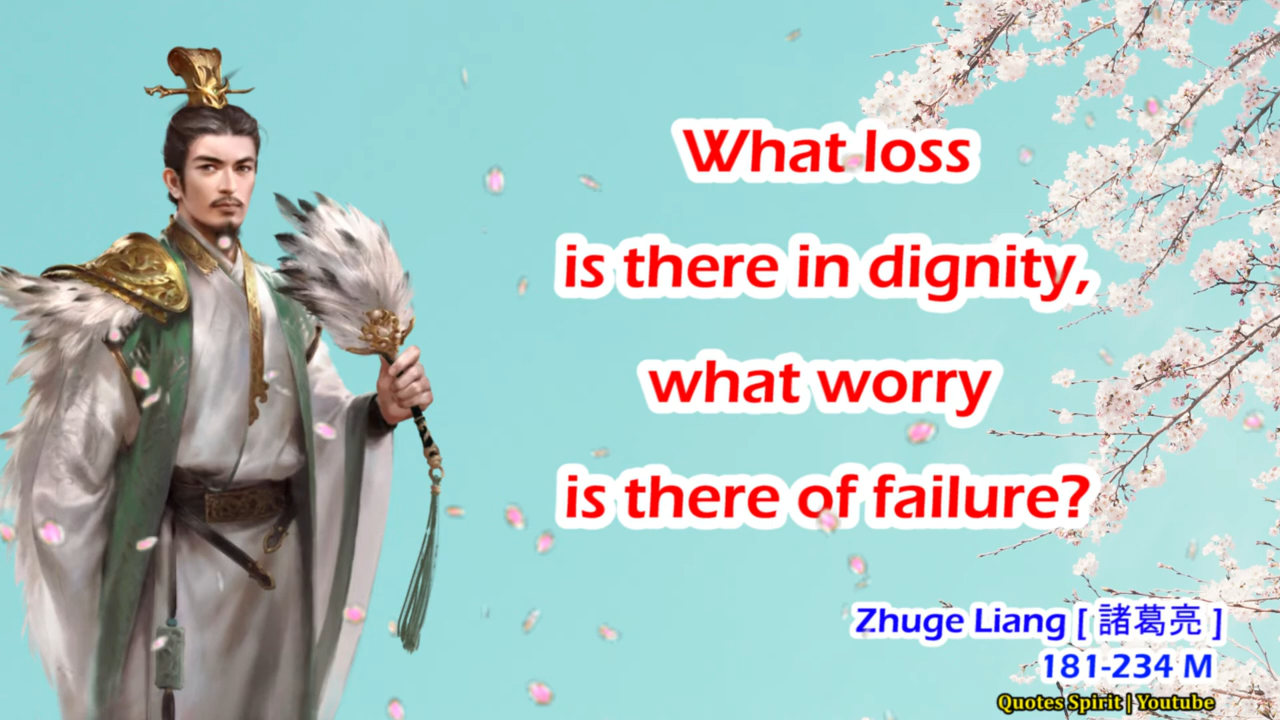 What loss
is there in dignity,
what worry
is there of failure?
Zhuge Liang [ 諸葛亮 ]
181-234 M
Quotes Spirit | Youtube